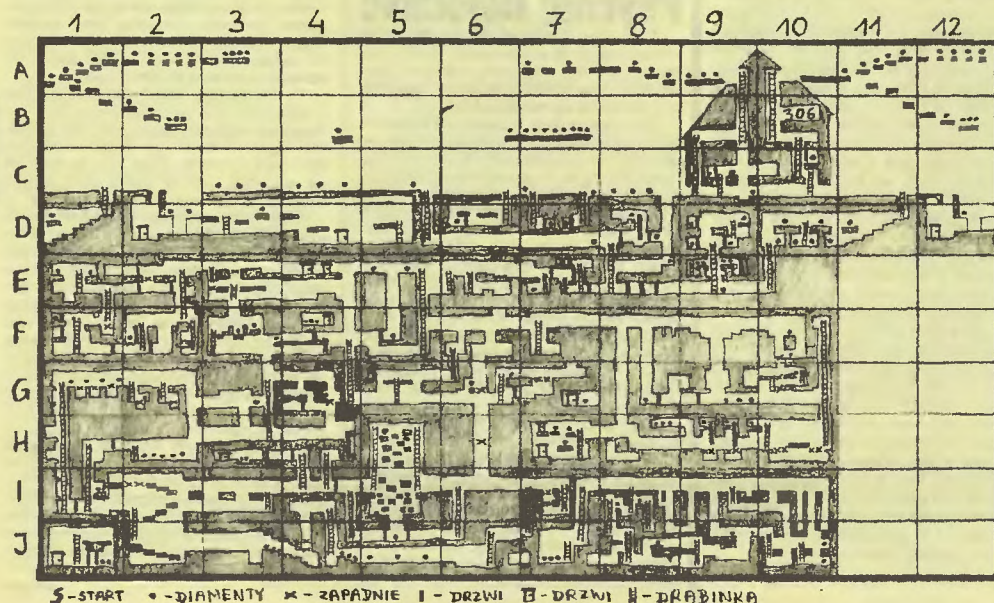 1 2 3 4 5 6 7 8 9 10 11 12
A
B
306
C
D
E
F
G
H
I
J
S-START •-DIAMENTY x-ZAPADNIE I-DRZWI -DRZWI -DRABINKA